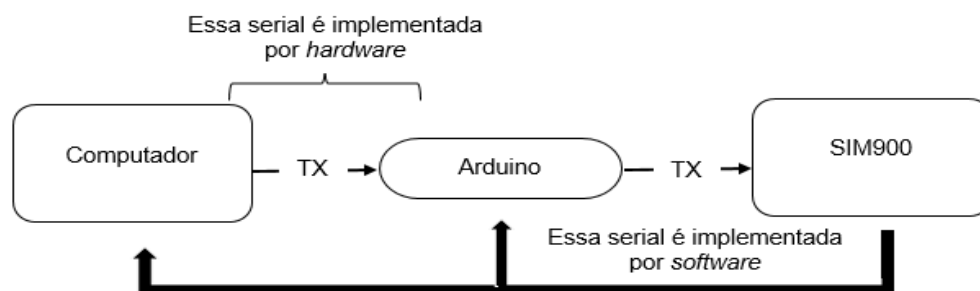 Essa serial é implementada
por hardware
Computador
TX
Arduino
TX
SIM900
Essa serial é implementada
por software